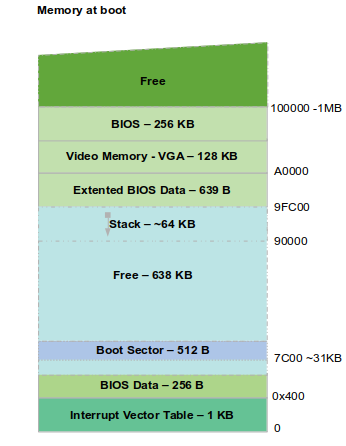 Memory at boot
Free
100000 -1MB
BIOS – 256 KB
Video Memory - VGA – 128 KB
A0000
Extented BIOS Data – 639 B
9FC00
Stack – ~64 KB
90000
Free – 638 KB
Boot Sector – 512 B
7C00 ~31KB
BIOS Data – 256 B
0x400
Interrupt Vector Table – 1 KB
0